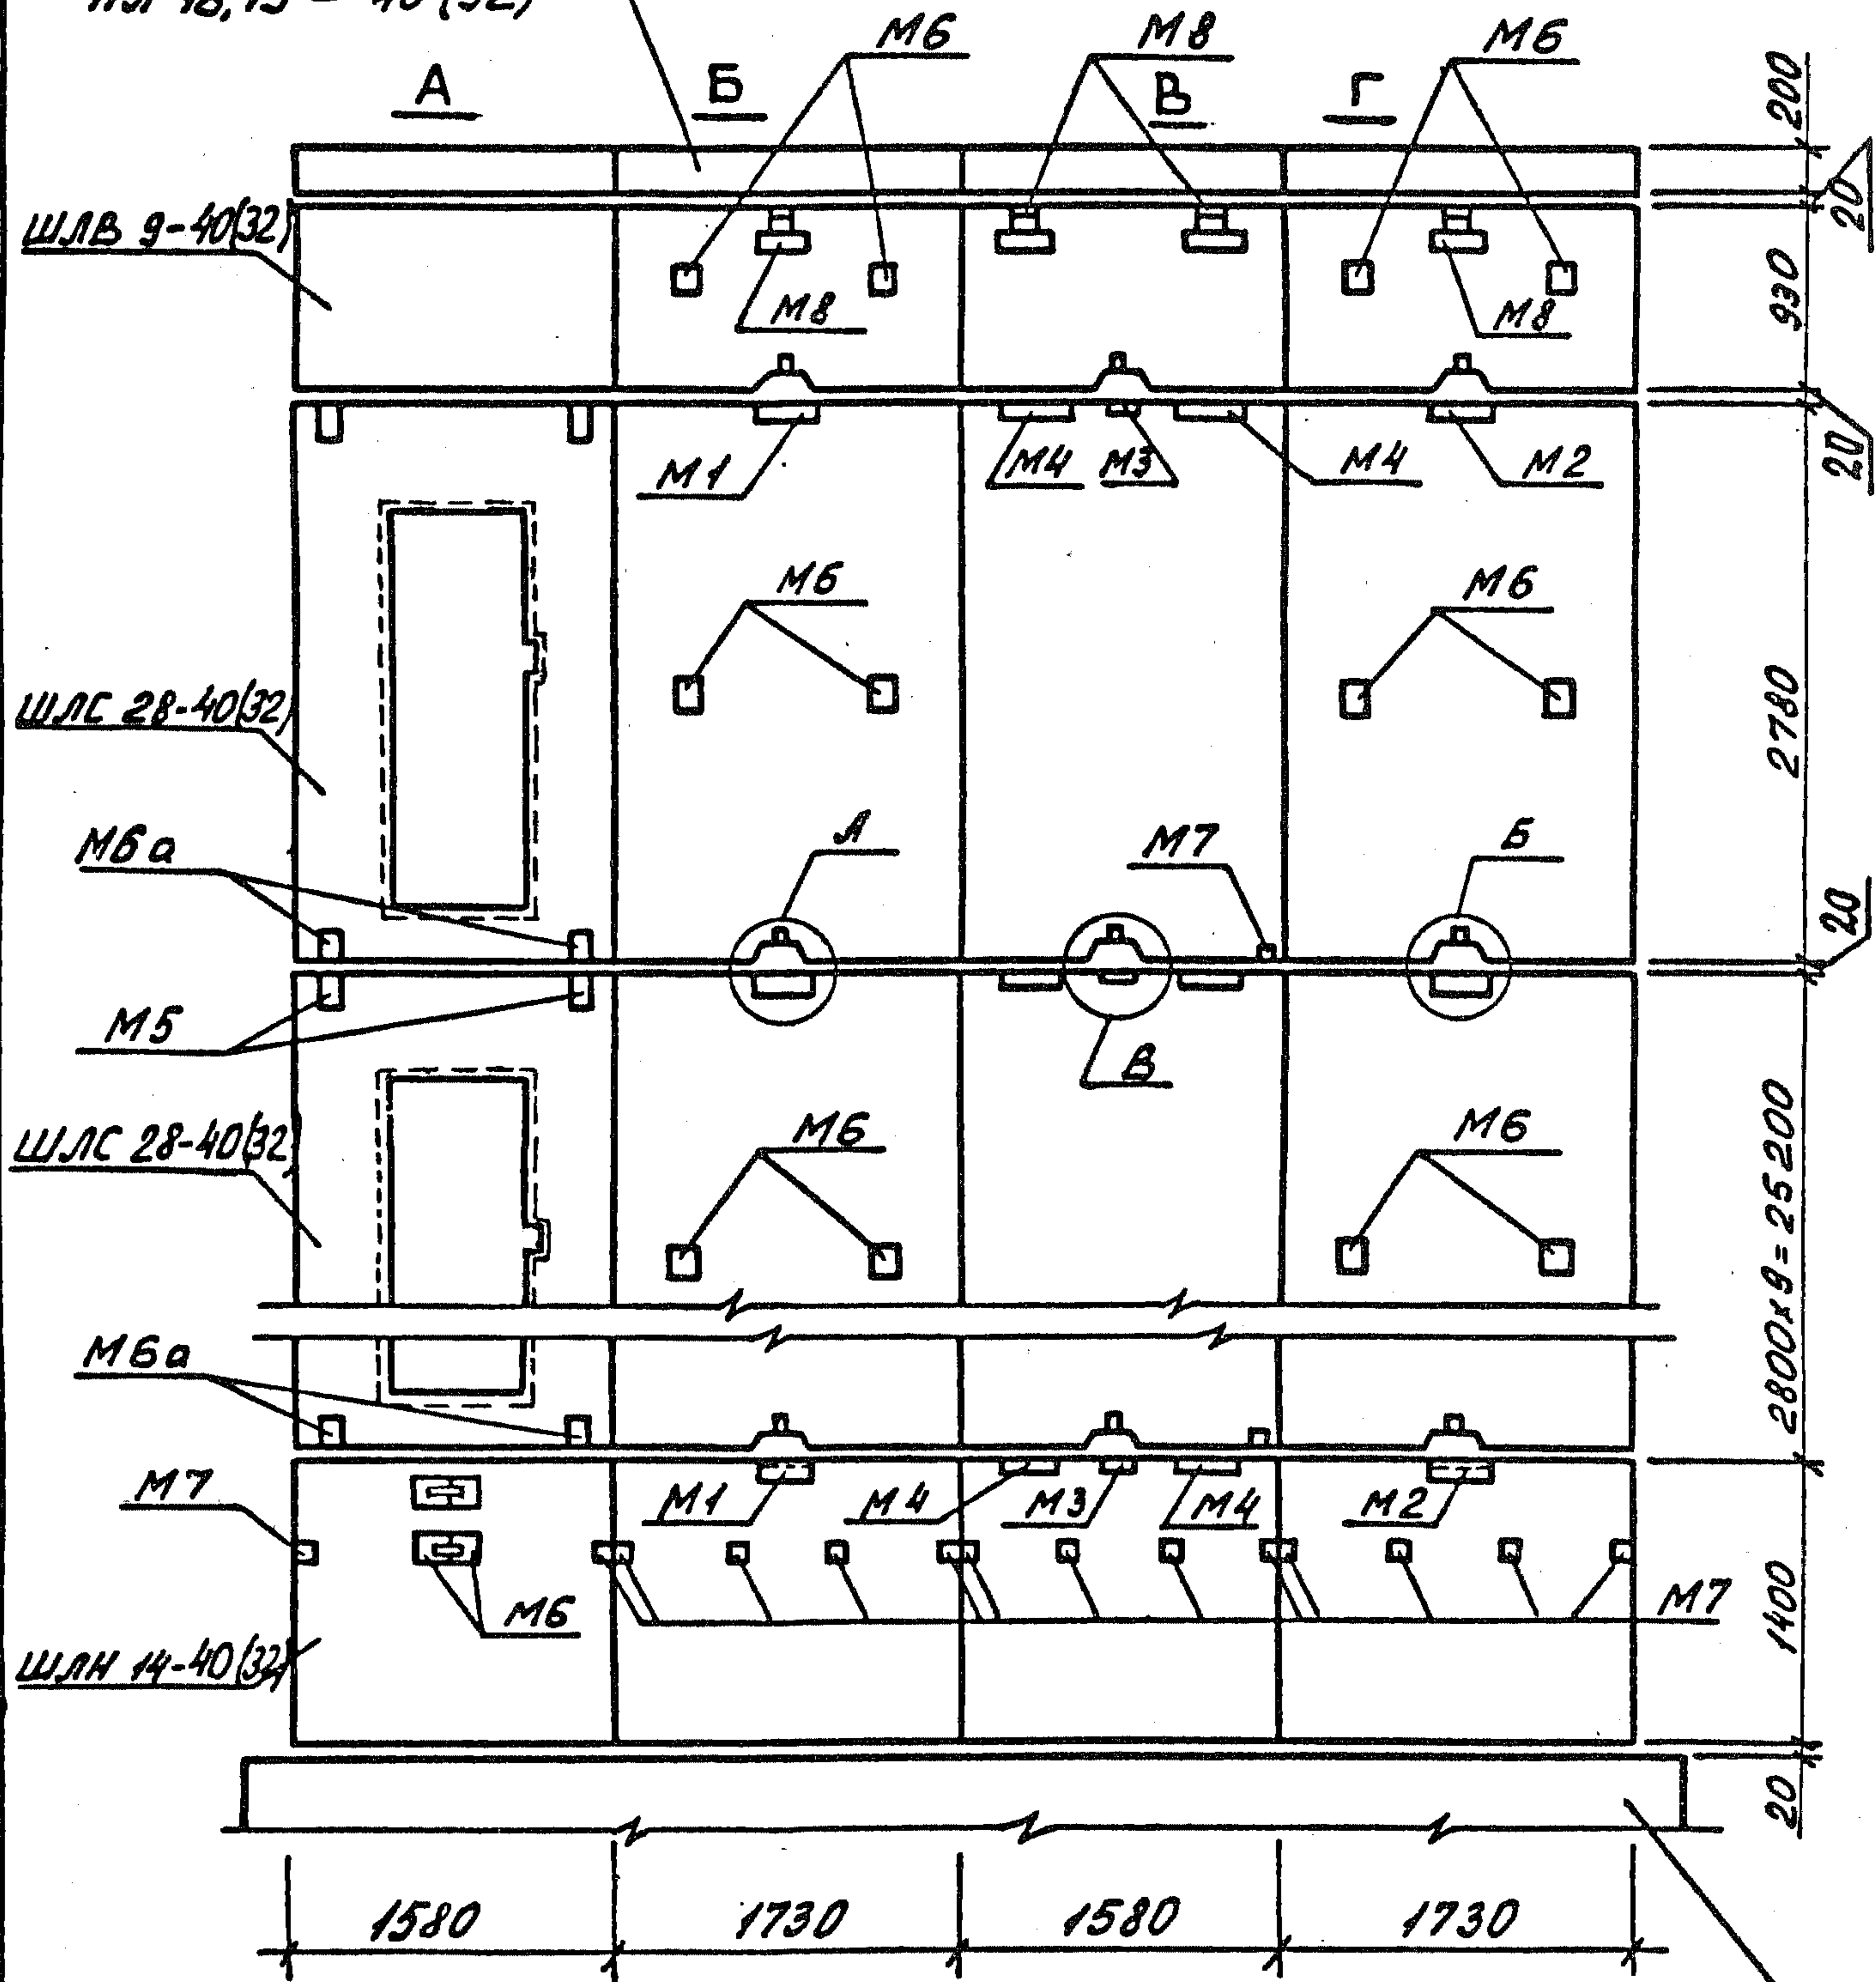 М6
М8
М6
А
Б
В
Г
200
20
ШЛВ 9-40(32)
930
М8
М8
20
М1
М4
М3
М4
М2
М6
М6
2780
ШЛС 28-40(32)
М6а
А
М7
Б
20
М5
В
ШЛС 28-40(32)
М6
М6
2800х9=25200
М6а
М7
М1
М4
М3
М4
М2
М6
М7
1400
ШЛН 14-40(32)
20
1580
1730
1580
1730